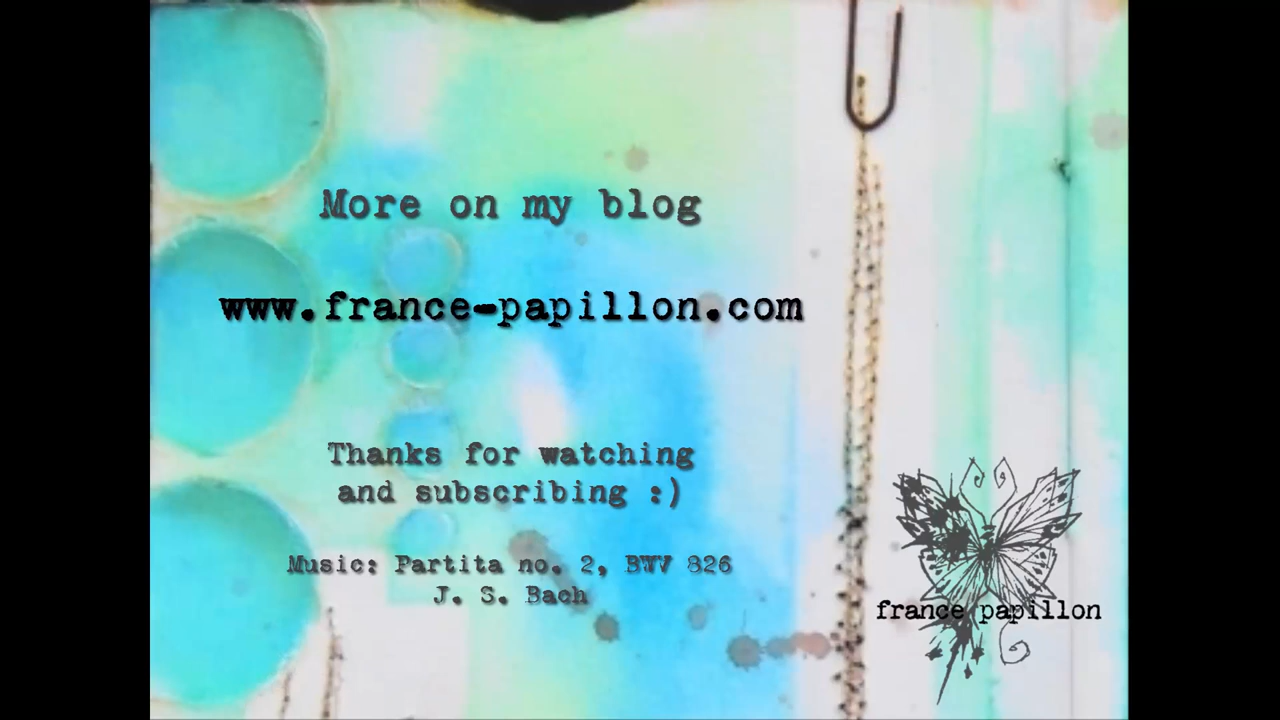 More on my blog
www.france-papillon.com
Thanks for watching
and subscribing :)
Music: Partita no. 2, BWV 826
J. S. Bach
france papillon